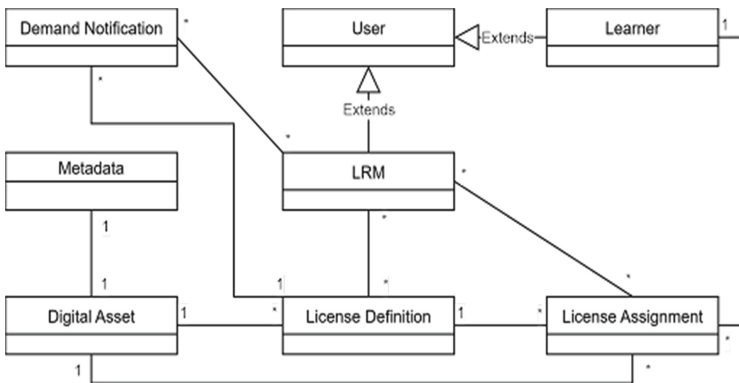 Demand Notification
*
User
Extends
Learner
1
*
Extends
*
Metadata
LRM
*
1
*
*
1
1
*
*
Digital Asset
1
*
License Definition
1
*
License Assignment
1
*
*